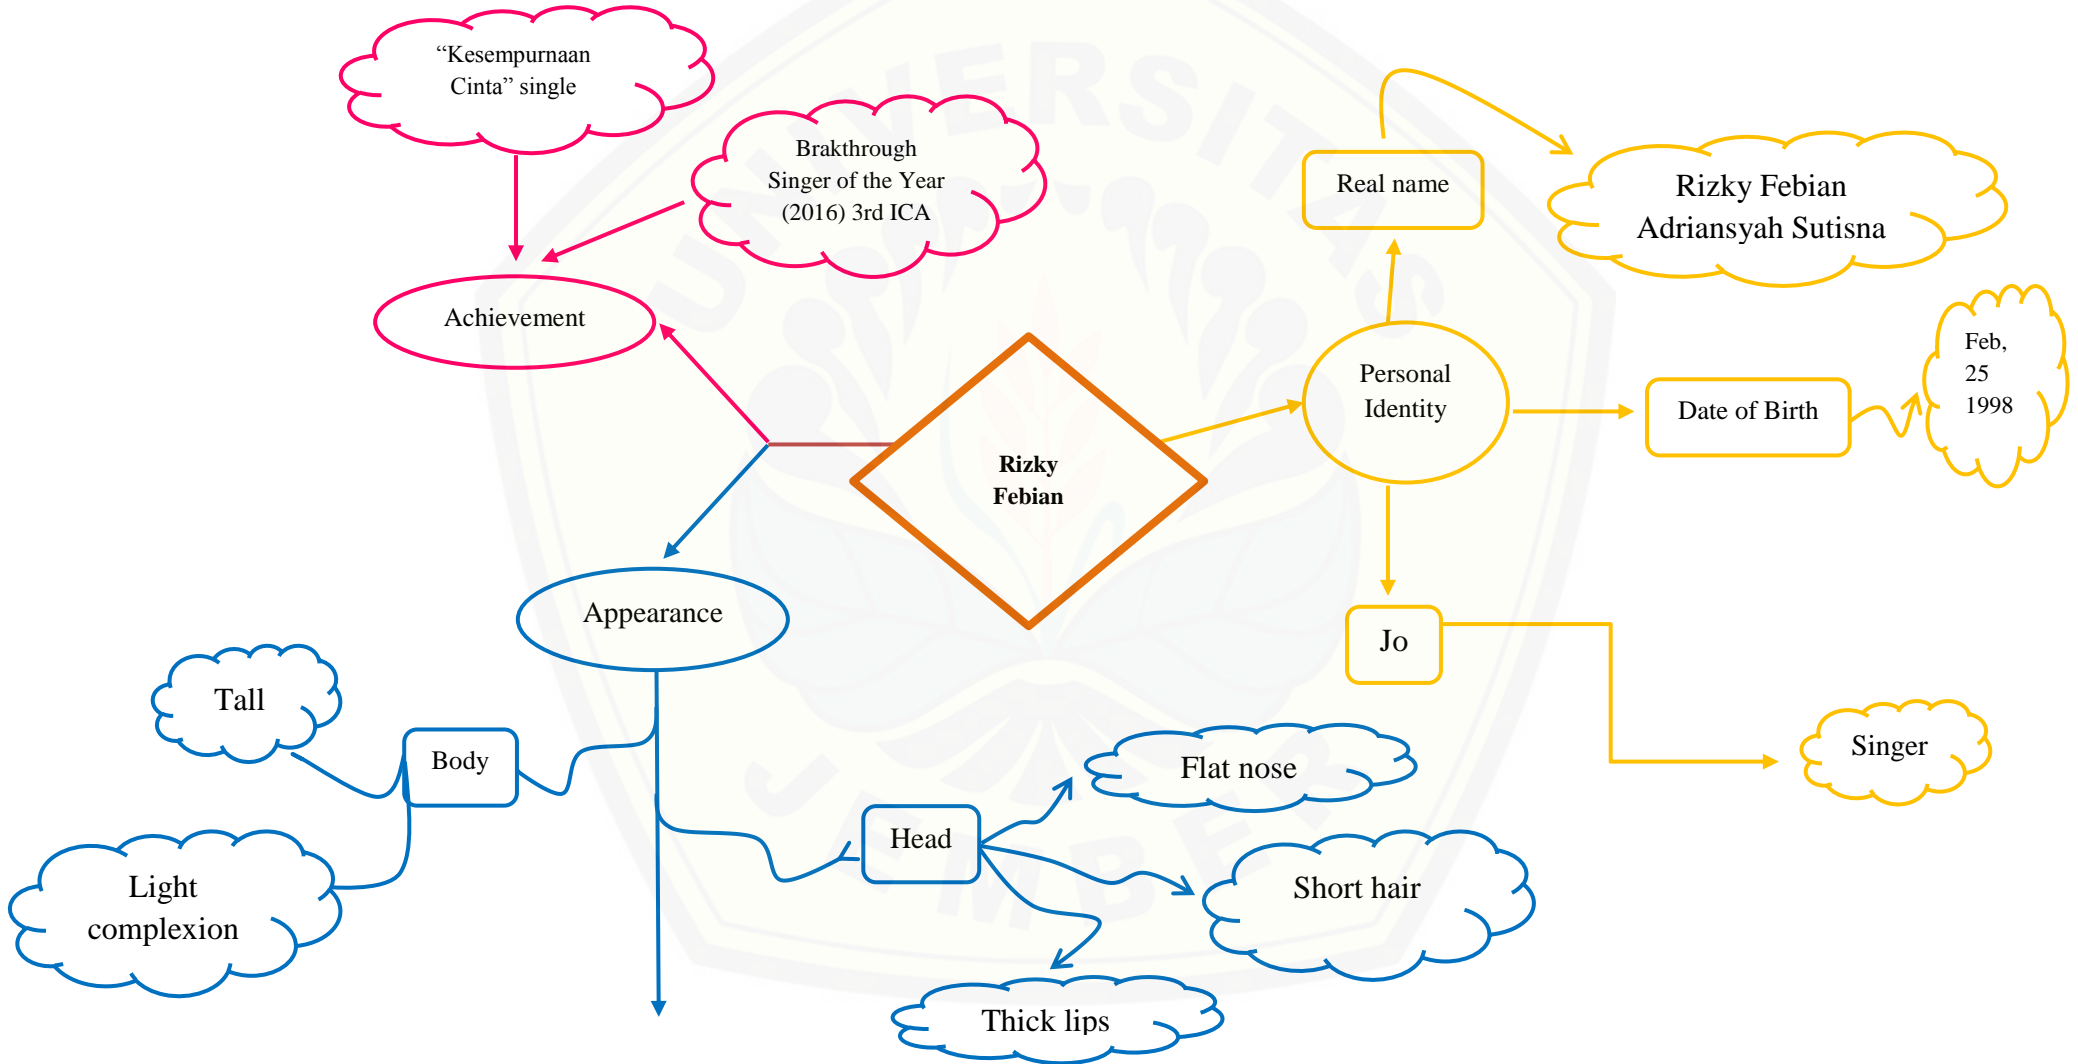 “Kesempurnaan
Cinta” single
Brakthrough
Singer of the Year
(2016) 3rd ICA
Real name
Rizky Febian
Adriansyah Sutisna
Achievement
Personal
Identity
Date of Birth
Feb,
25
1998
Rizky
Febian
Appearance
Jo
Tall
Body
Singer
Flat nose
Head
Light
complexion
Short hair
Thick lips
UNIVERSITAS
JEMBER